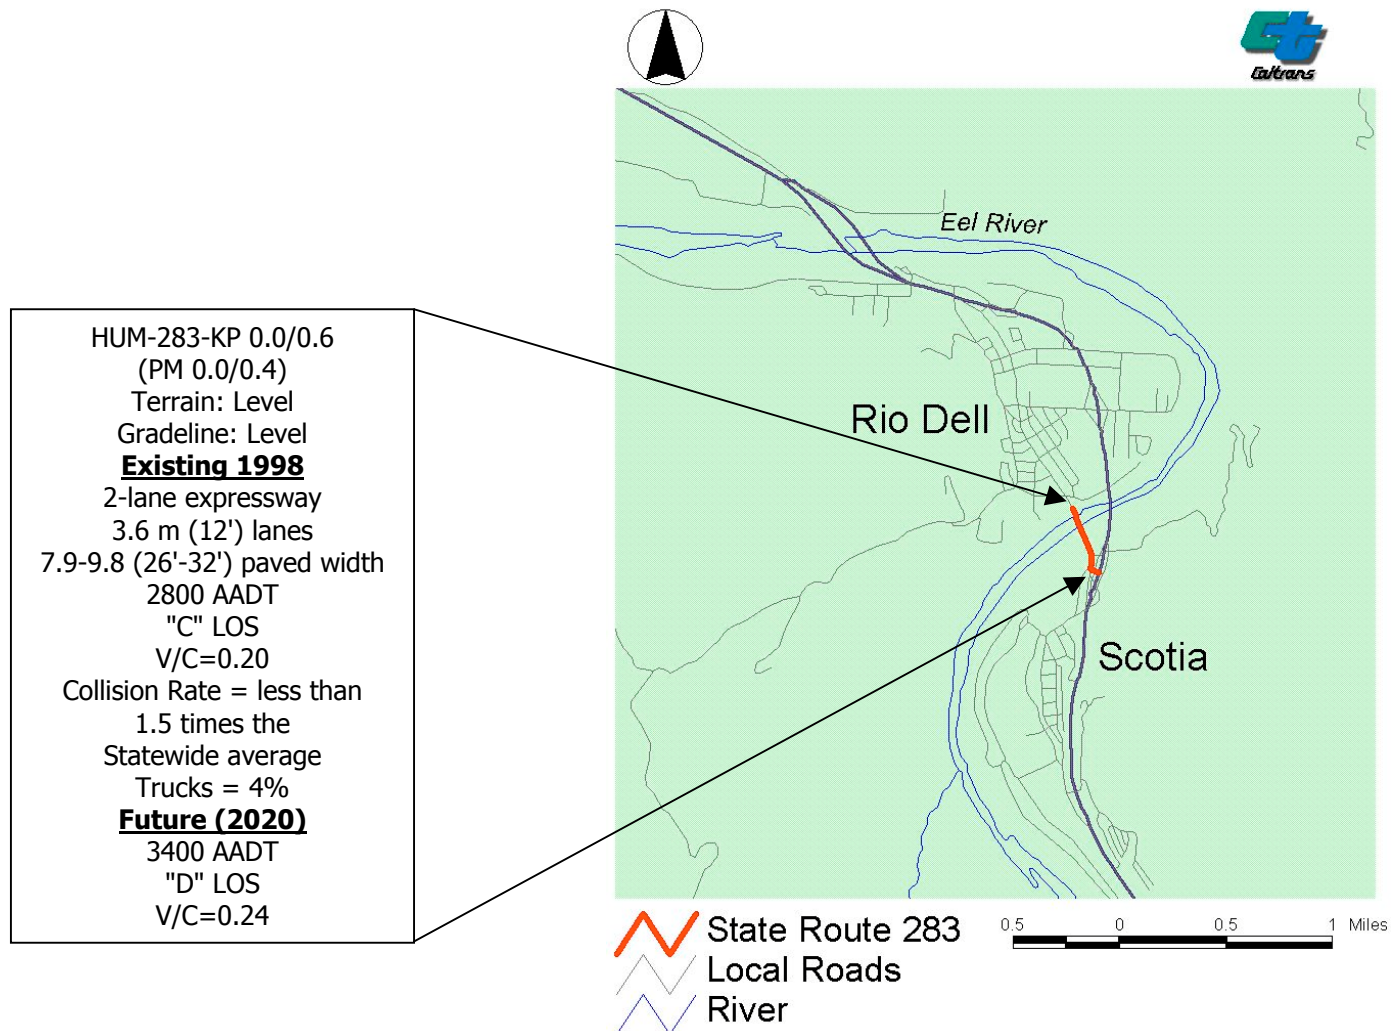 Caltrans
Eel River
HUM-283-KP 0.0/0.6
(PM 0.0/0.4)
Terrain: Level
Gradeline: Level
Existing 1998
2-lane expressway
3.6 m (12') lanes
7.9-9.8 (26'-32') paved width
2800 AADT
"C" LOS
V/C=0.20
Collision Rate = less than
1.5 times the
Statewide average
Trucks = 4%
Future (2020)
3400 AADT
"D" LOS
V/C=0.24
Rio Dell
Scotia
State Route 283
Local Roads
River
0.5 0 0.5 1 Miles